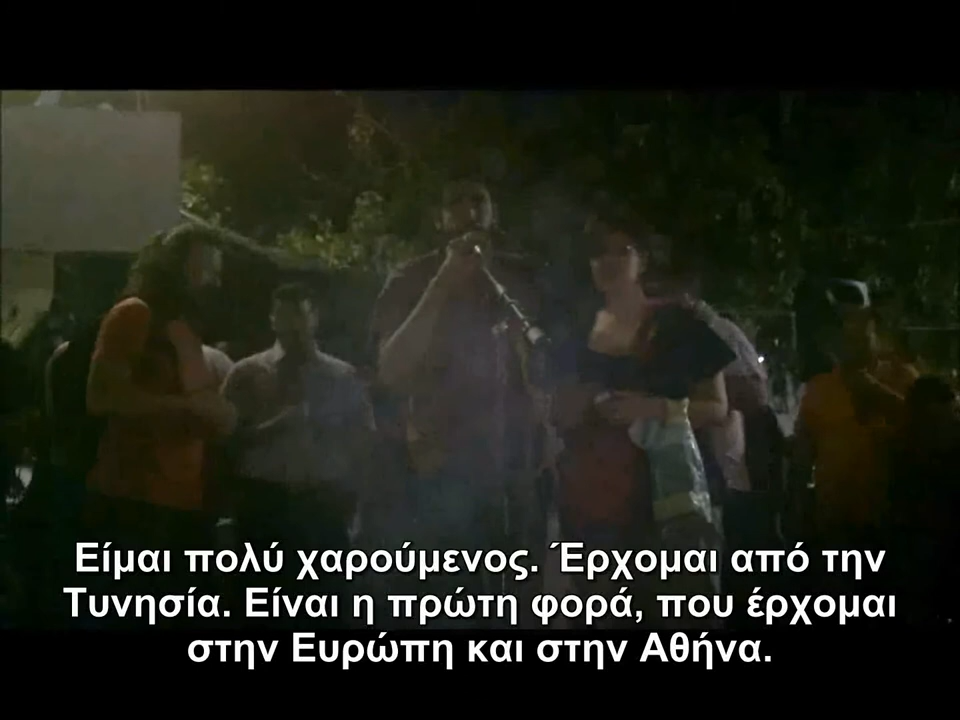 Είμαι πολύ χαρούμενος. Έρχομαι από την
Τυνησία. Είναι η πρώτη φορά, που έρχομαι
στην Ευρώπη και στην Αθήνα.